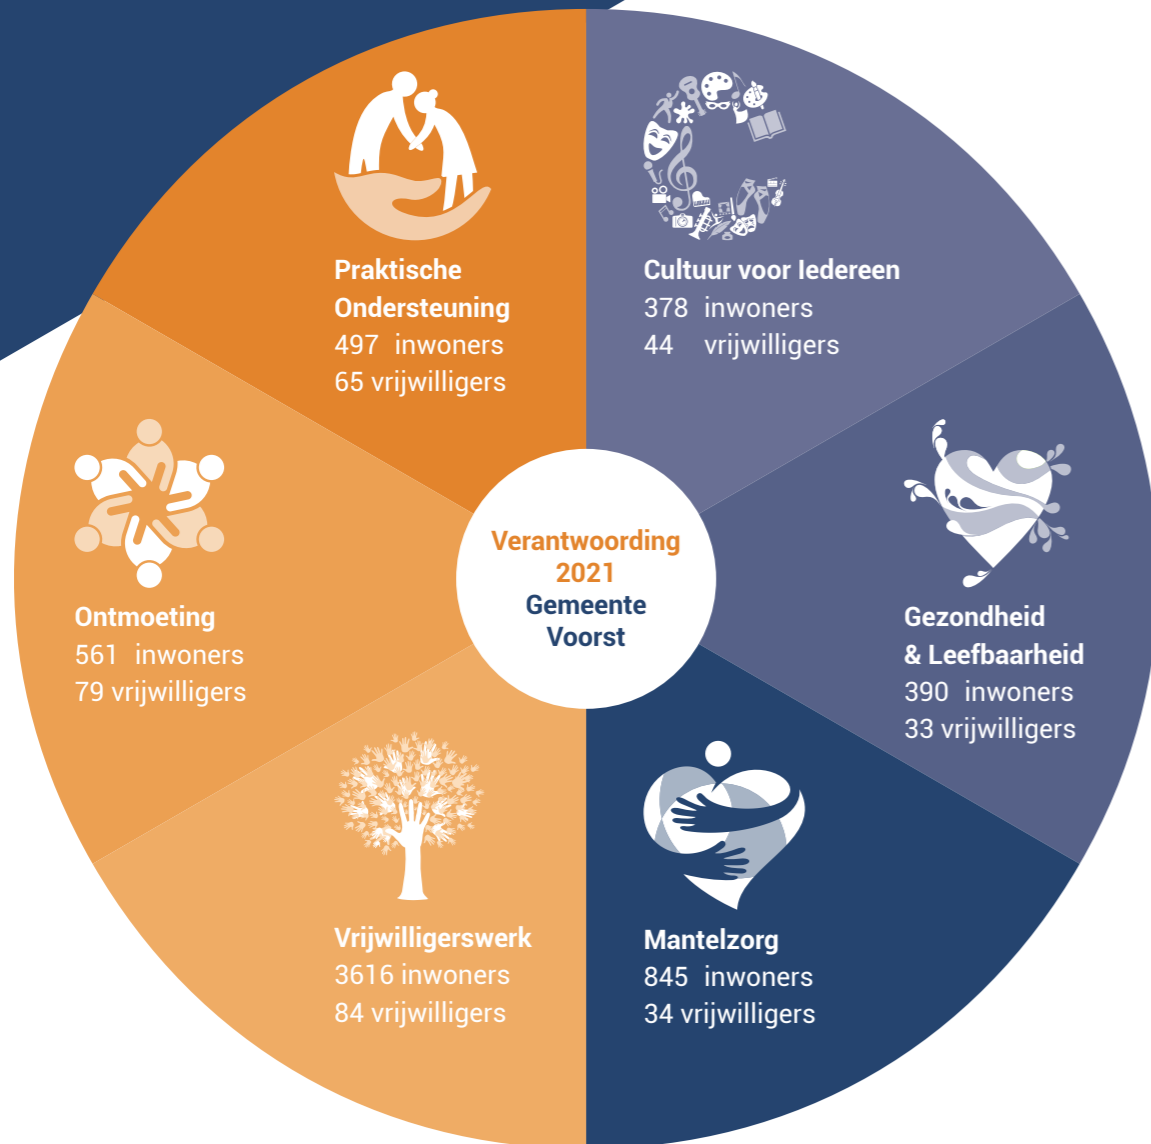 Praktische
Ondersteuning
497 inwoners
65 vrijwilligers
Cultuur voor Iedereen
378 inwoners
44 vrijwilligers
Ontmoeting
561 inwoners
79 vrijwilligers
Verantwoording
2021
Gemeente
Voorst
Gezondheid
& Leefbaarheid
390 inwoners
33 vrijwilligers
Vrijwilligerswerk
3616 inwoners
84 vrijwilligers
Mantelzorg
845 inwoners
34 vrijwilligers